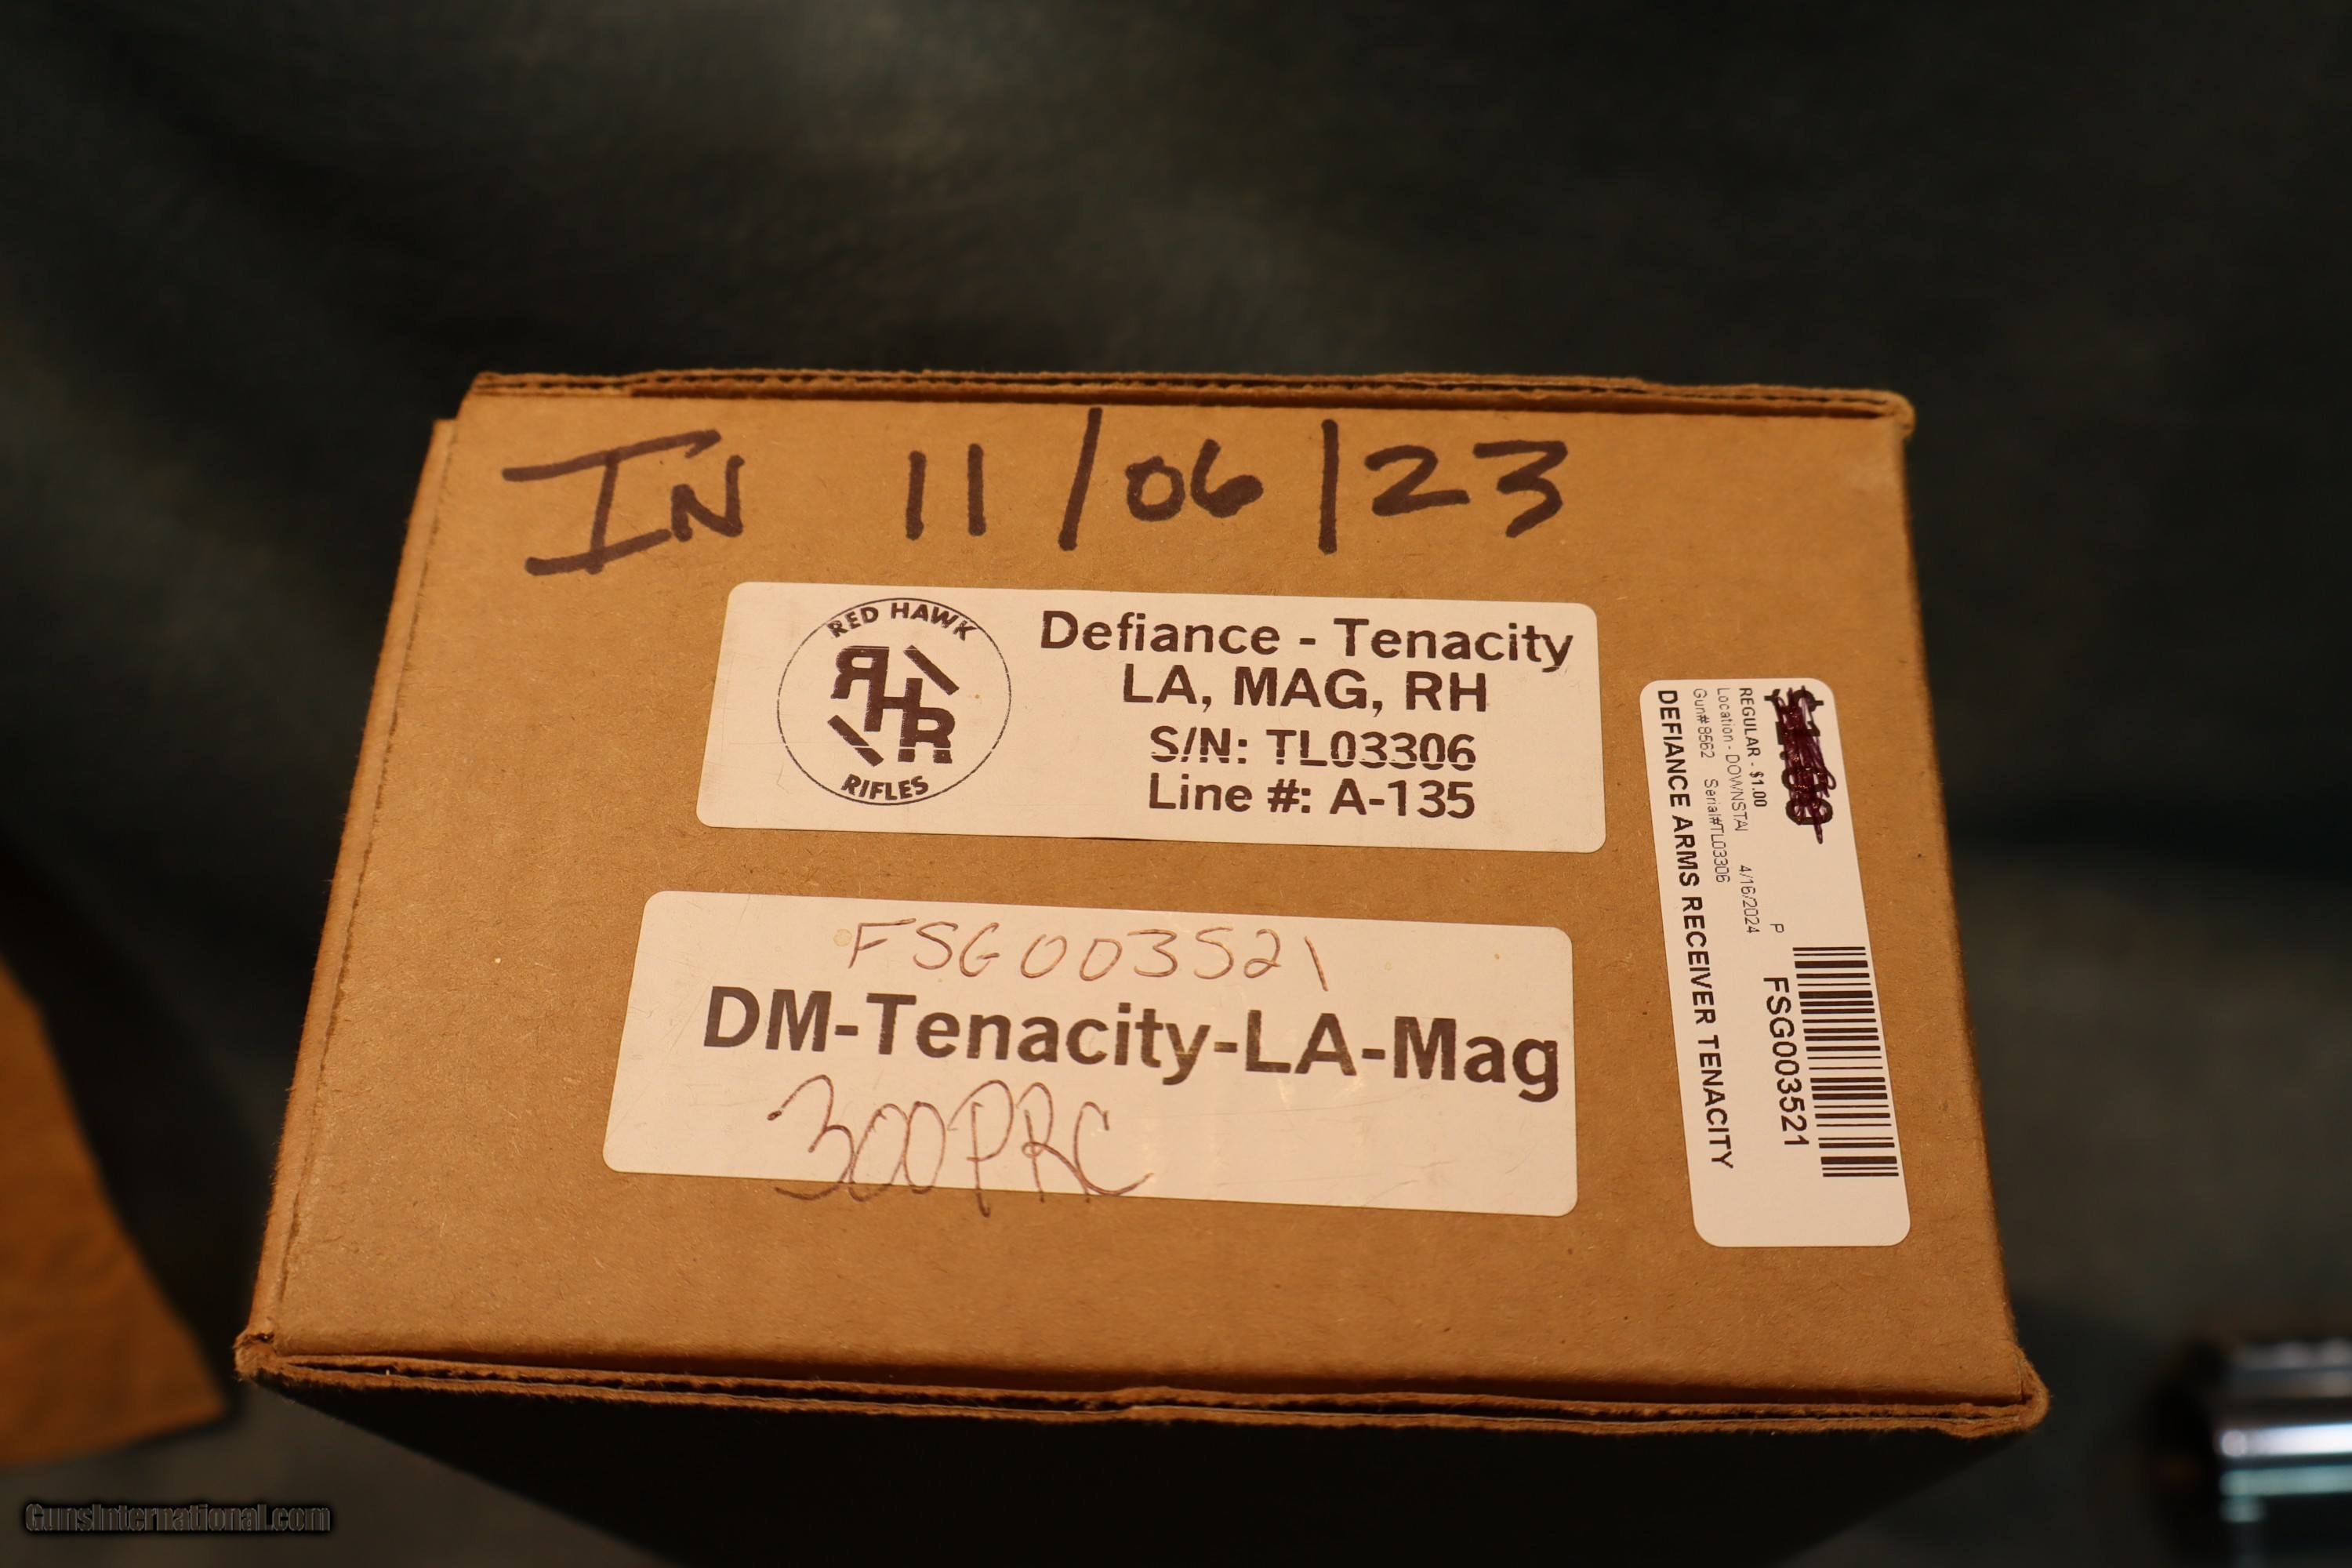 IN 11/06/23
RED HAWK
RHR
RIFLES
Defiance - Tenacity
LA, MAG, RH
S/N: TL03306
Line #: A-135
FSG003521
DM-Tenacity-LA-Mag
300PRC
REGULAR - $1.00
Location - DOWNSTAI 4/16/2024 P
Gun# 8562 Serial#TL03306
DEFIANCE ARMS RECEIVER TENACITY
FSG003521
GunsInternational.com